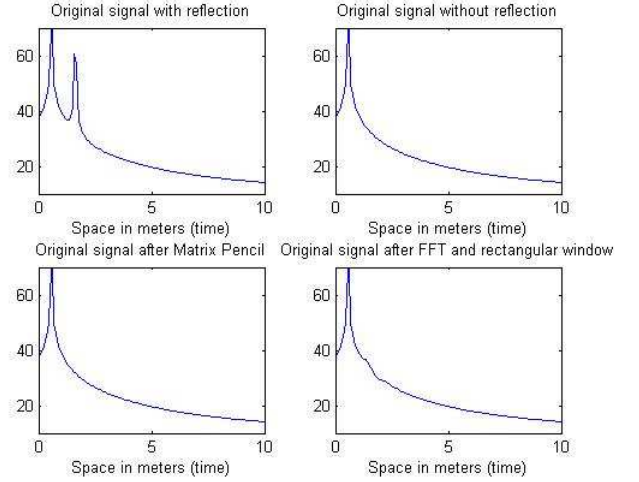 Original signal with reflection
60
40
20
0 5 10
Space in meters (time)
Original signal without reflection
60
40
20
0 5 10
Space in meters (time)
Original signal after Matrix Pencil
60
40
20
0 5 10
Space in meters (time)
Original signal after FFT and rectangular window
60
40
20
0 5 10
Space in meters (time)